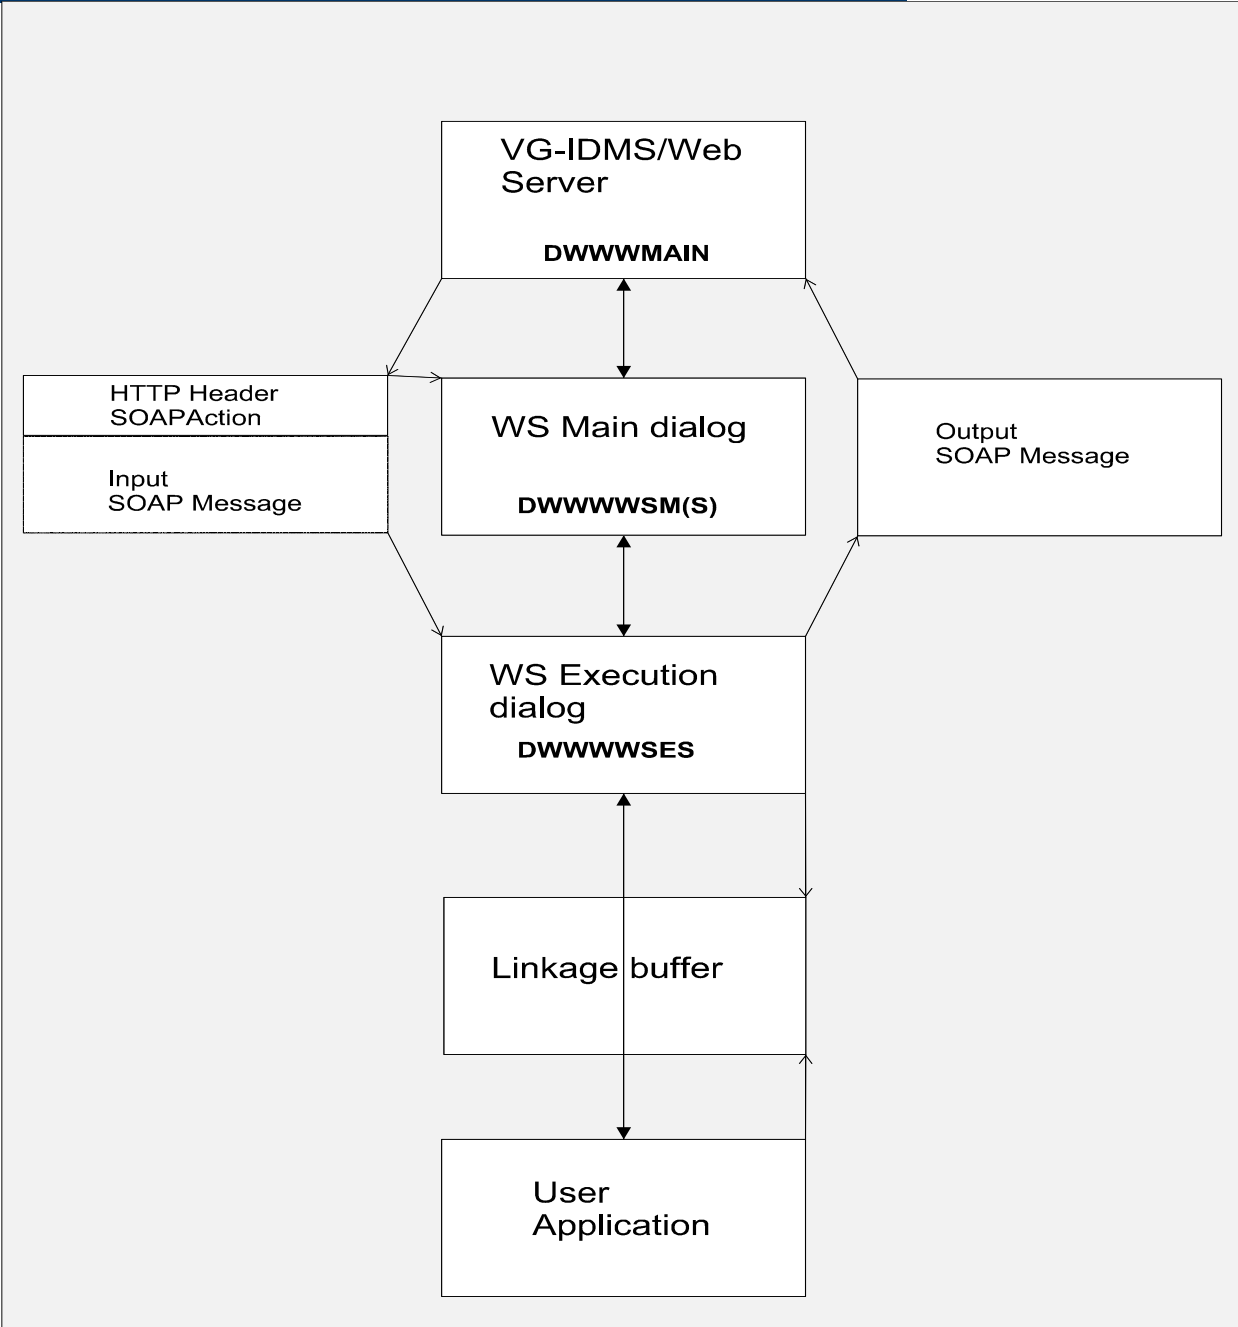 VG-IDMS/Web
Server
DWWWMAIN
HTTP Header
SOAPAction
Input
SOAP Message
WS Main dialog
DWWWWSM(S)
Output
SOAP Message
WS Execution
dialog
DWWWWSES
Linkage buffer
User
Application